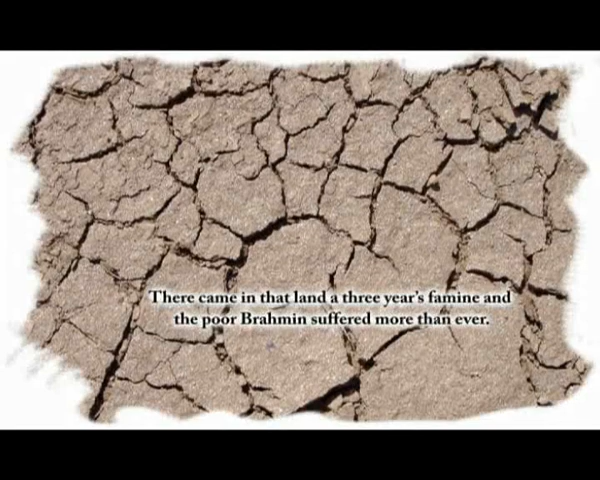 There came in that land a three year's famine and
the poor Brahmin suffered more than ever.